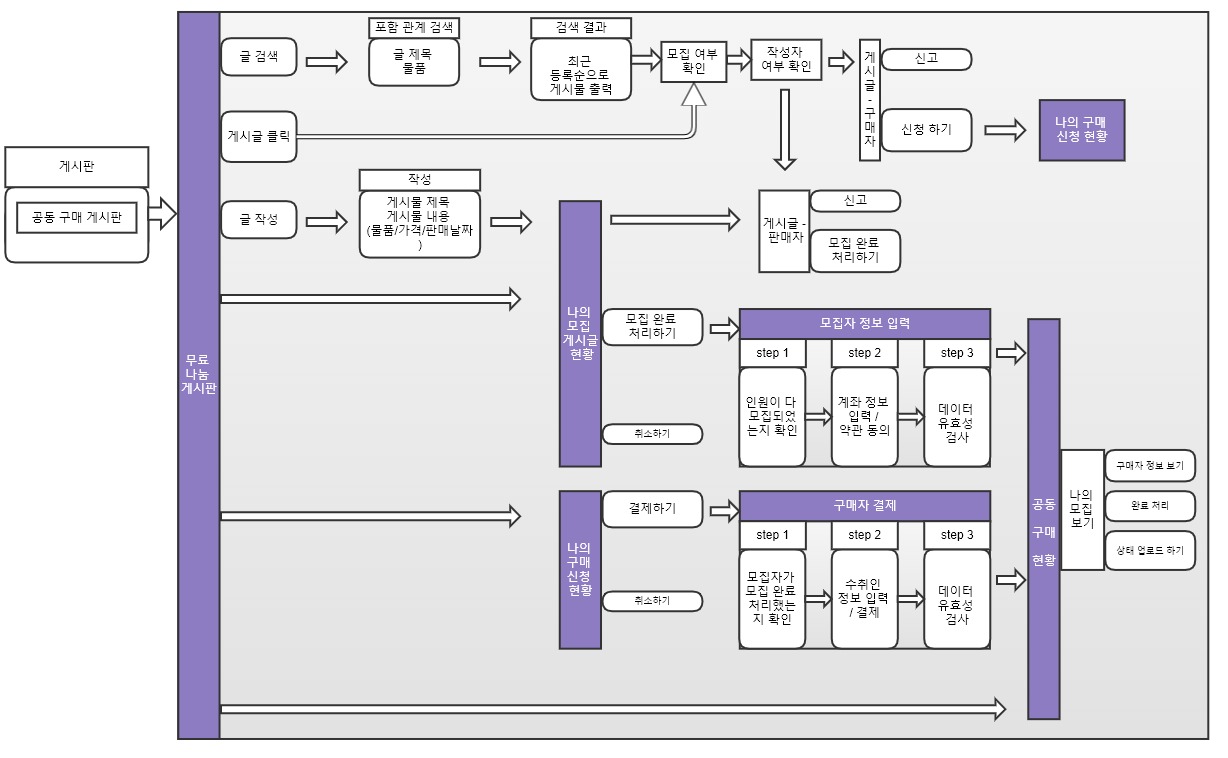 게시판
공동 구매 게시판
무료
나눔
게시판
글 검색
포함 관계 검색
글 제목
물품
검색 결과
최근
등록순으로
게시물 출력
모집 여부
확인
작성자
여부 확인
게
시
글
-
구
매
자
신고
신청 하기
나의 구매
신청 현황
게시글 클릭
글 작성
작성
게시물 제목
게시물 내용
(물품/가격/판매날짜
)
게시글 -
판매자
신고
모집 완료
처리하기
나의
모집
게시글
현황
모집 완료
처리하기
취소하기
모집자 정보 입력
step 1
step 2
step 3
인원이 다
모집되었
는지 확인
계좌 정보
입력 /
약관 동의
데이터
유효성
검사
나의
구매
신청
현황
결제하기
취소하기
구매자 결제
step 1
step 2
step 3
모집자가
모집 완료
처리했는
지 확인
수취인
정보 입력
/ 결제
데이터
유효성
검사
공동
구매
현황
나의
모집
보기
구매자 정보 보기
완료 처리
상태 업로드 하기